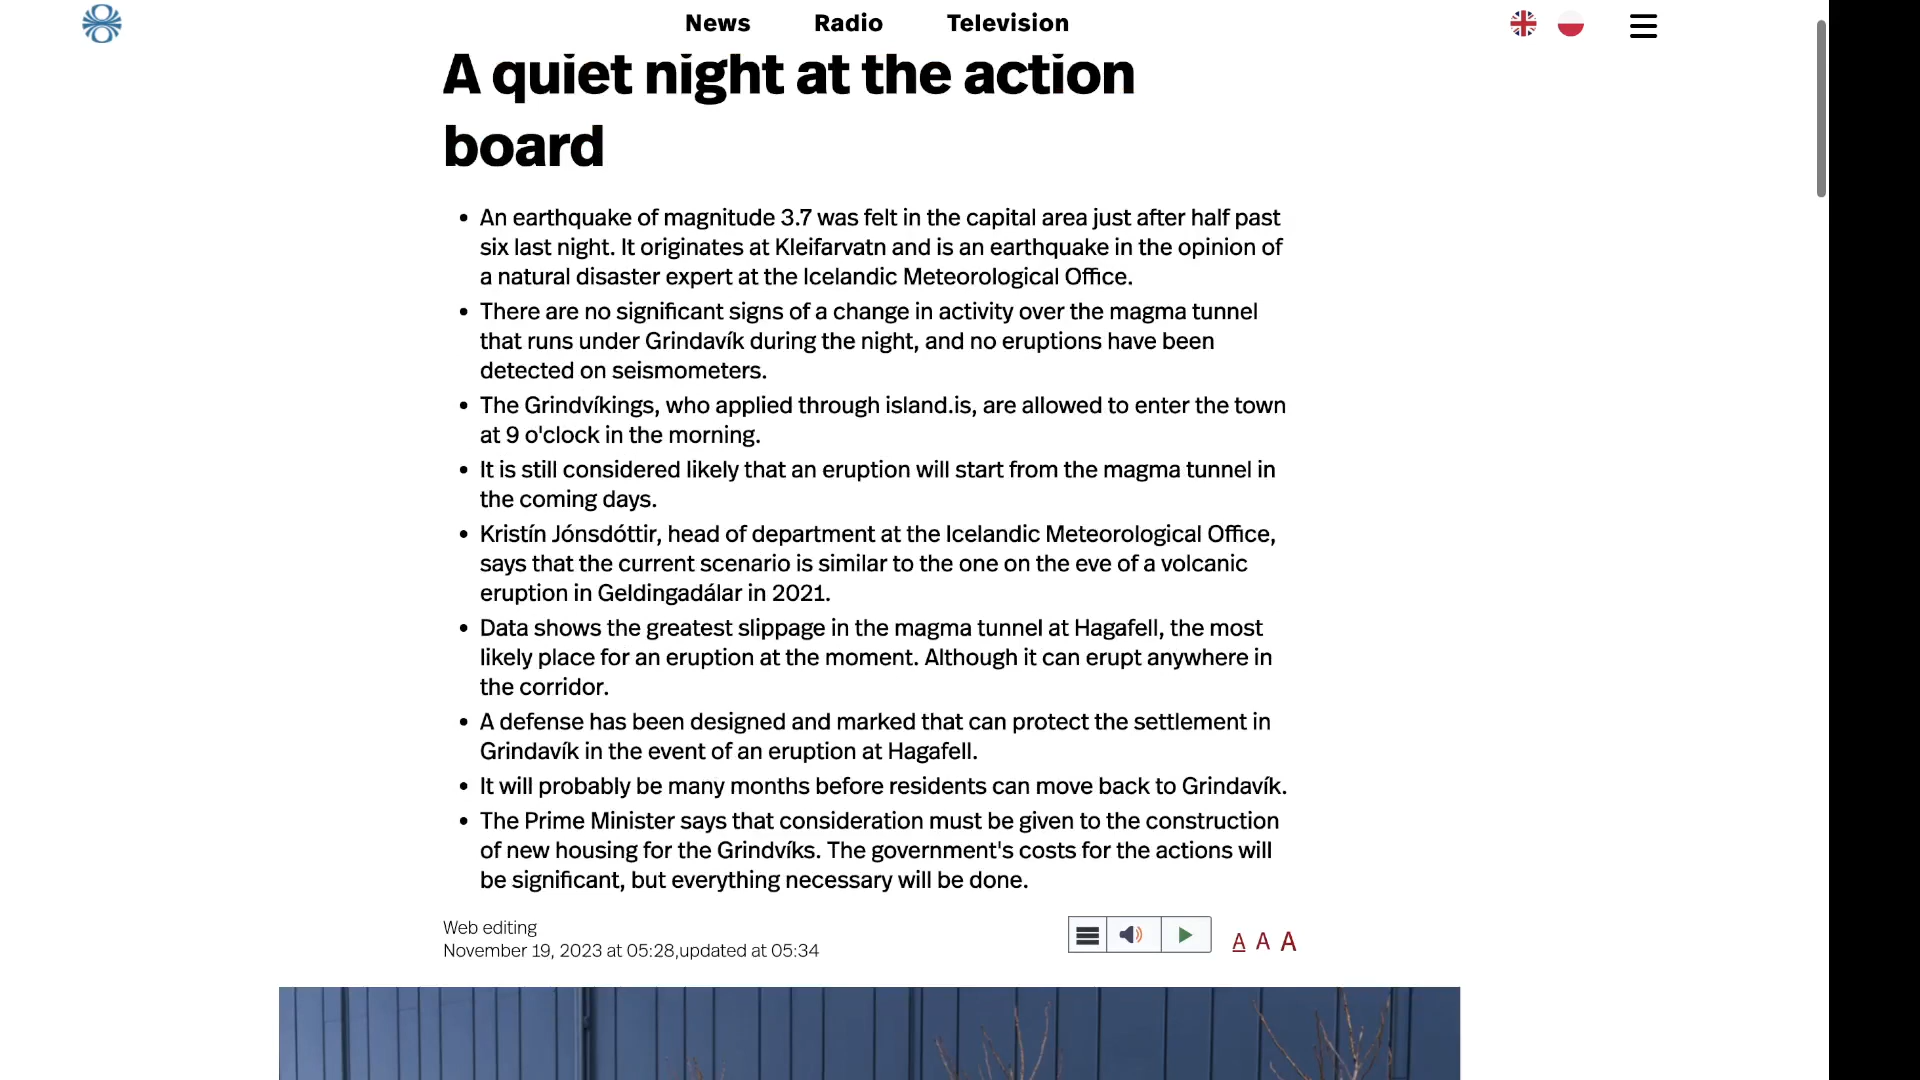 News Radio Television
A quiet night at the action
board
• An earthquake of magnitude 3.7 was felt in the capital area just after half past
six last night. It originates at Kleifarvatn and is an earthquake in the opinion of
a natural disaster expert at the Icelandic Meteorological Office.
• There are no significant signs of a change in activity over the magma tunnel
that runs under Grindavík during the night, and no eruptions have been
detected on seismometers.
• The Grindvíkings, who applied through island.is, are allowed to enter the town
at 9 o'clock in the morning.
• It is still considered likely that an eruption will start from the magma tunnel in
the coming days.
• Kristín Jónsdóttir, head of department at the Icelandic Meteorological Office,
says that the current scenario is similar to the one on the eve of a volcanic
eruption in Geldingadálar in 2021.
• Data shows the greatest slippage in the magma tunnel at Hagafell, the most
likely place for an eruption at the moment. Although it can erupt anywhere in
the corridor.
• A defense has been designed and marked that can protect the settlement in
Grindavík in the event of an eruption at Hagafell.
• It will probably be many months before residents can move back to Grindavík.
• The Prime Minister says that consideration must be given to the construction
of new housing for the Grindvíks. The government's costs for the actions will
be significant, but everything necessary will be done.
Web editing
November 19, 2023 at 05:28,updated at 05:34
A A A